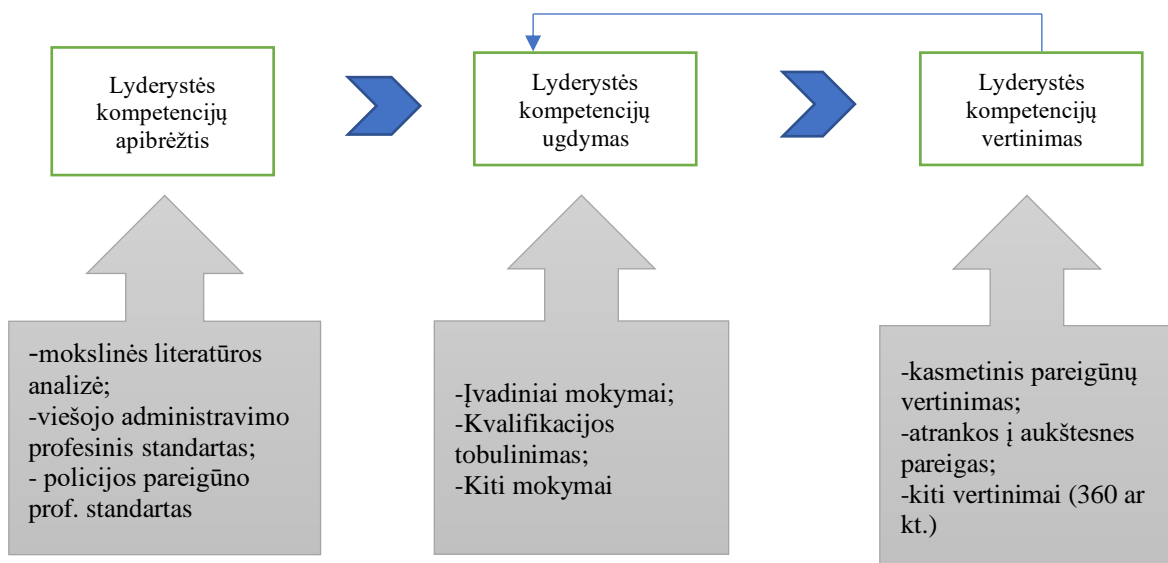 Lyderystės
kompetencijų
apibrėžtis
Lyderystės
kompetencijų
ugdymas
Lyderystės
kompetencijų
vertinimas
-mokslinės literatūros
analizė;
-viešojo administravimo
profesinis standartas;
- policijos pareigūno
prof. standartas
-Įvadiniai mokymai;
-Kvalifikacijos
tobulinimas;
-Kiti mokymai
-kasmetinis pareigūnų
vertinimas;
-atrankos į aukštesnes
pareigas;
-kiti vertinimai (360 ar
kt.)